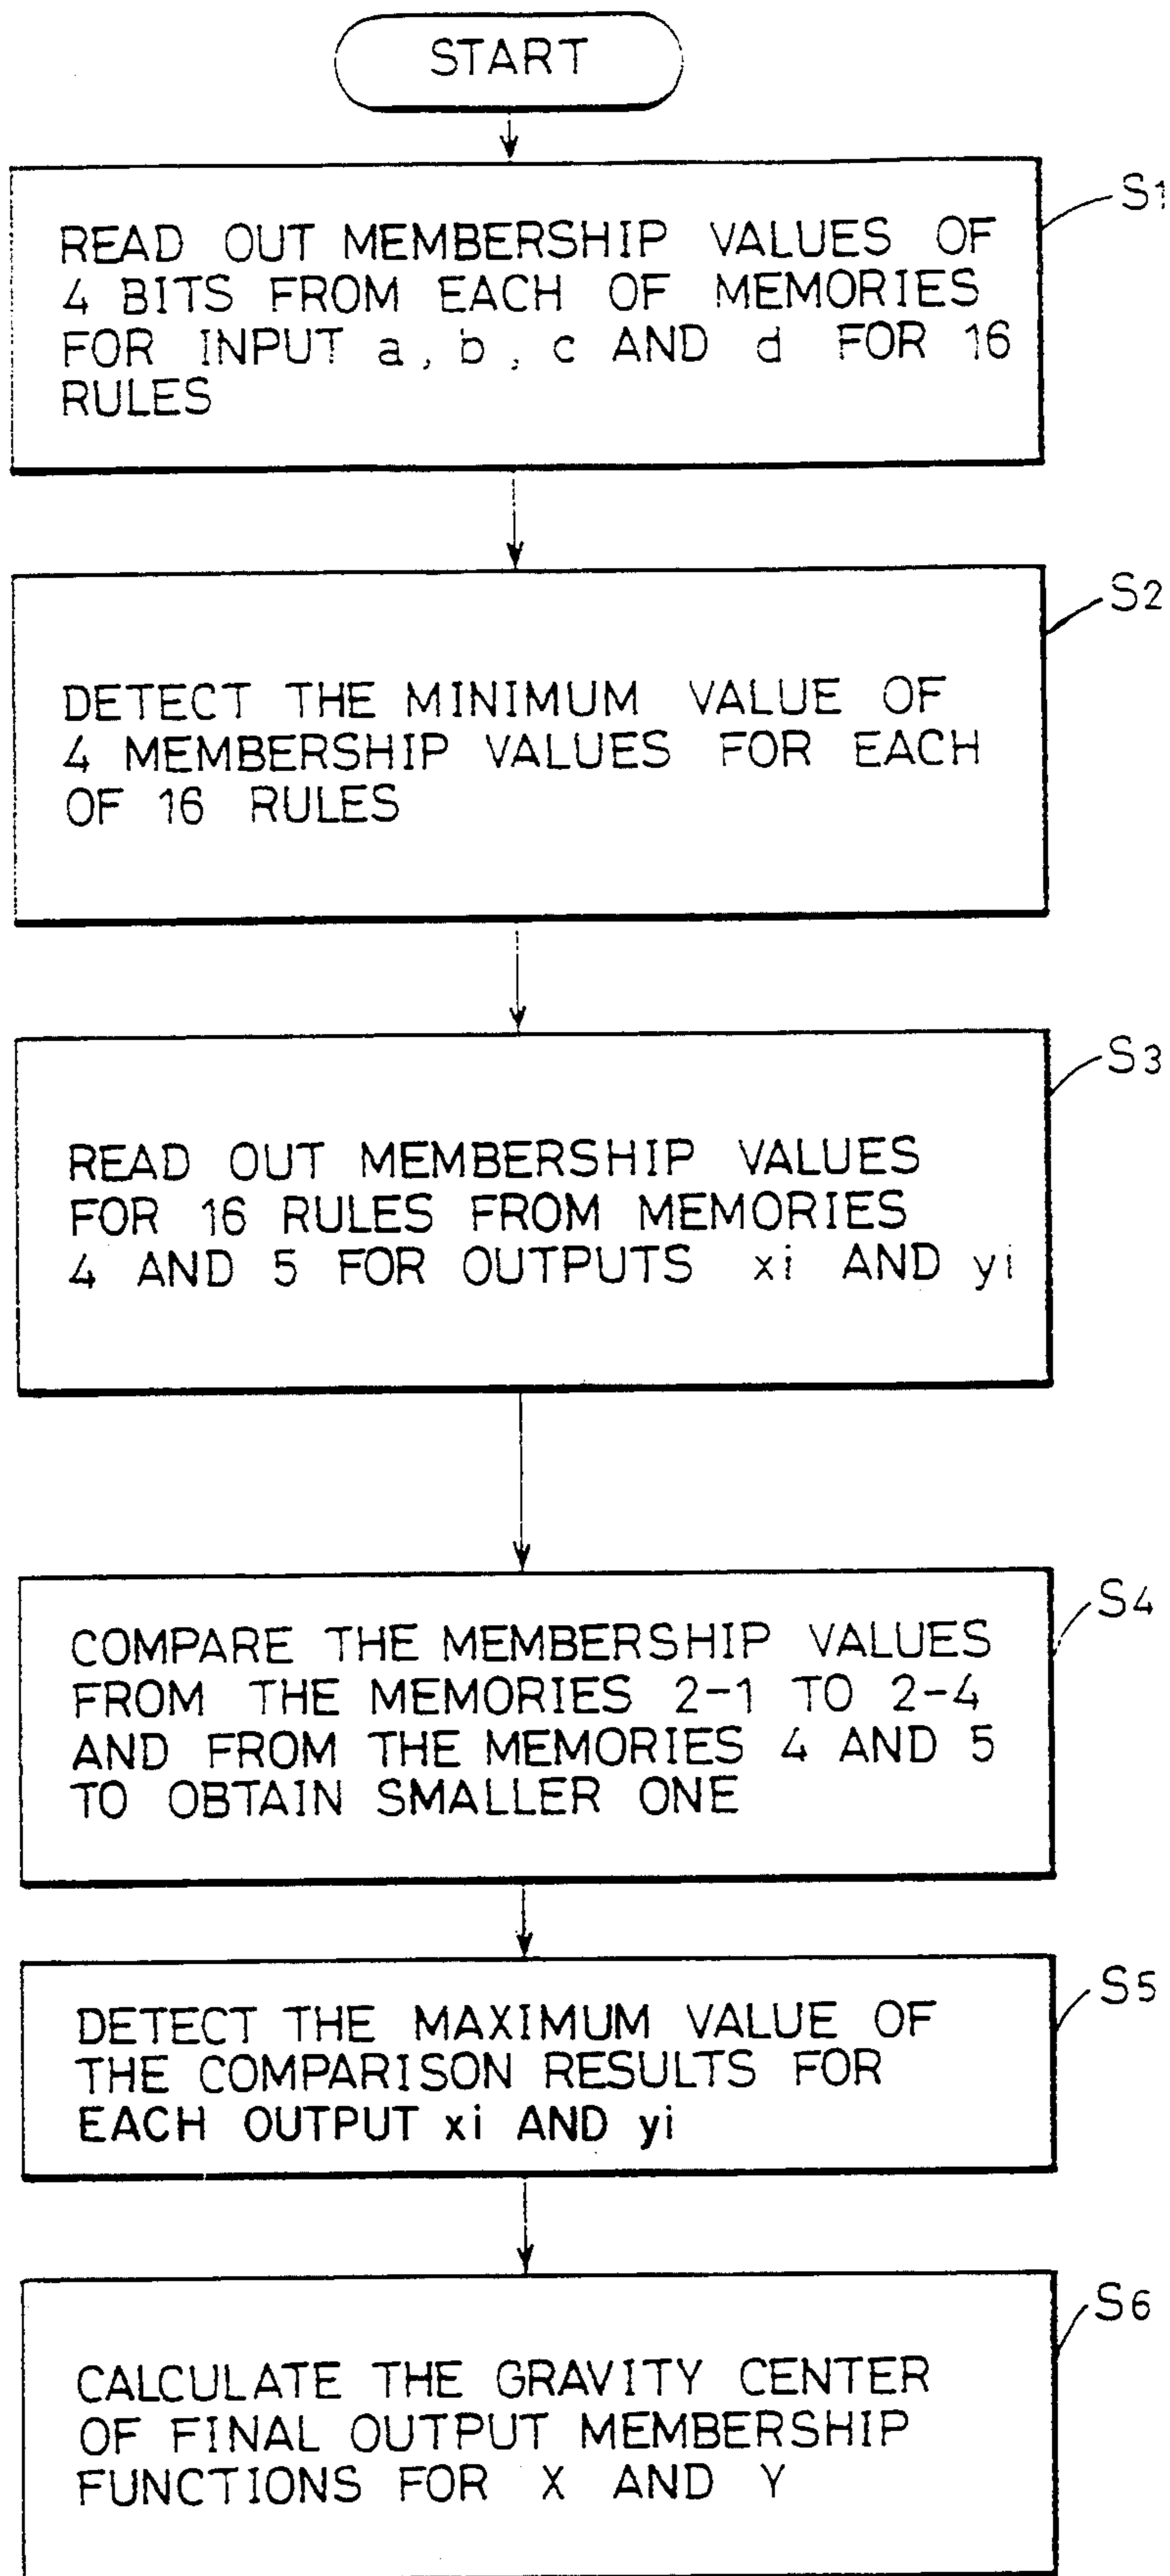 START
S1
READ OUT MEMBERSHIP VALUES OF
4 BITS FROM EACH OF MEMORIES
FOR INPUT a, b, c AND d FOR 16
RULES
S2
DETECT THE MINIMUM VALUE OF
4 MEMBERSHIP VALUES FOR EACH
OF 16 RULES
S3
READ OUT MEMBERSHIP VALUES
FOR 16 RULES FROM MEMORIES
4 AND 5 FOR OUTPUTS xi AND yi
S4
COMPARE THE MEMBERSHIP VALUES
FROM THE MEMORIES 2-1 TO 2-4
AND FROM THE MEMORIES 4 AND 5
TO OBTAIN SMALLER ONE
S5
DETECT THE MAXIMUM VALUE OF
THE COMPARISON RESULTS FOR
EACH OUTPUT xi AND yi
S6
CALCULATE THE GRAVITY CENTER
OF FINAL OUTPUT MEMBERSHIP
FUNCTIONS FOR X AND Y